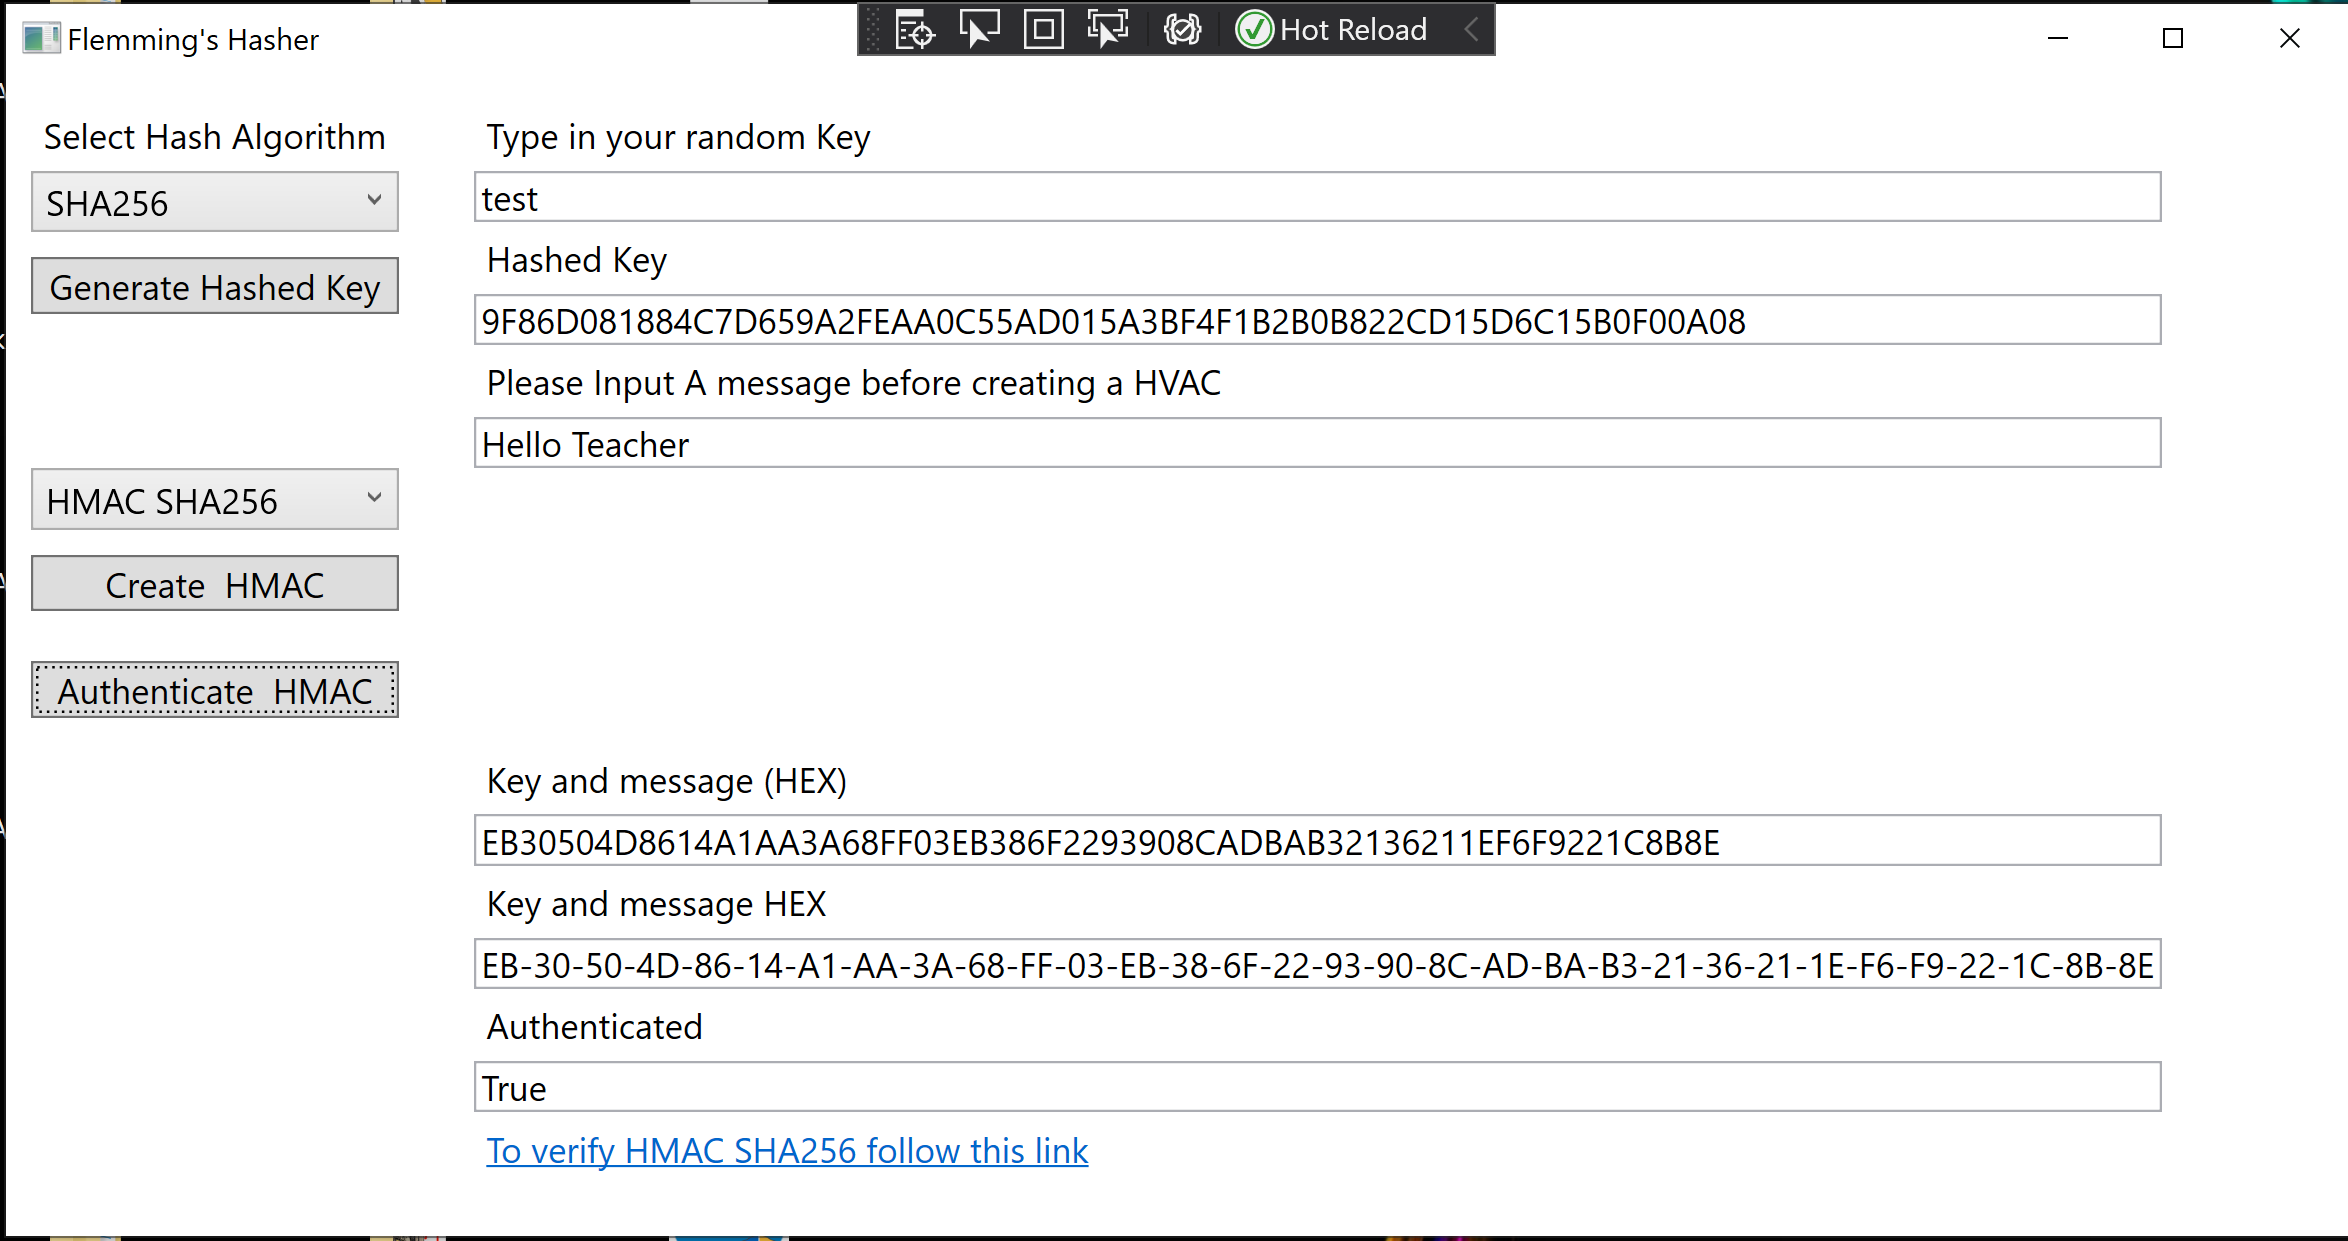 Flemming's Hasher
Hot Reload
Select Hash Algorithm
SHA256
Generate Hashed Key
HMAC SHA256
Create  HMAC
Authenticate  HMAC
Type in your random Key
test
Hashed Key
9F86D081884C7D659A2FEAA0C55AD015A3BF4F1B2B0B822CD15D6C15B0F00A08
Please Input A message before creating a HVAC
Hello Teacher
Key and message (HEX)
EB30504D8614A1AA3A68FF03EB386F2293908CADBAB32136211EF6F9221C8B8E
Key and message HEX
EB-30-50-4D-86-14-A1-AA-3A-68-FF-03-EB-38-6F-22-93-90-8C-AD-BA-B3-21-36-21-1E-F6-F9-22-1C-8B-8E
Authenticated
True
To verify HMAC SHA256 follow this link